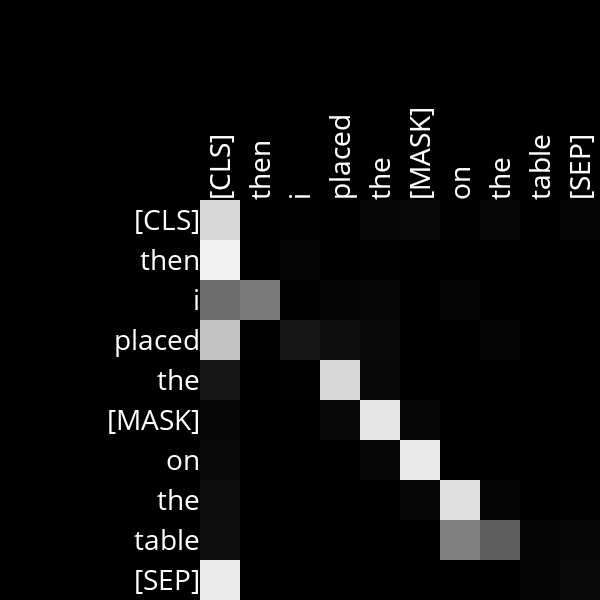 [CLS] then i placed the [MASK] on the table [SEP]
[CLS]
then
i
placed
the
[MASK]
on
the
table
[SEP]